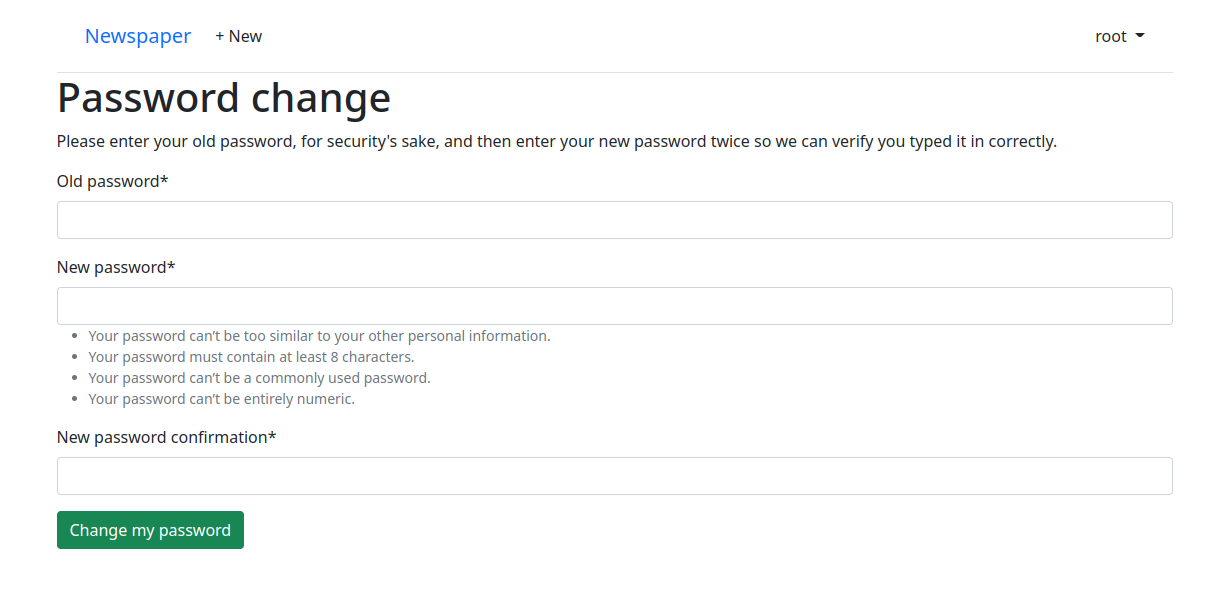 Newspaper + New root
Password change
Please enter your old password, for security's sake, and then enter your new password twice so we can verify you typed it in correctly.
Old password*
New password*
Your password can’t be too similar to your other personal information.
Your password must contain at least 8 characters.
Your password can’t be a commonly used password.
Your password can’t be entirely numeric.
New password confirmation*
Change my password